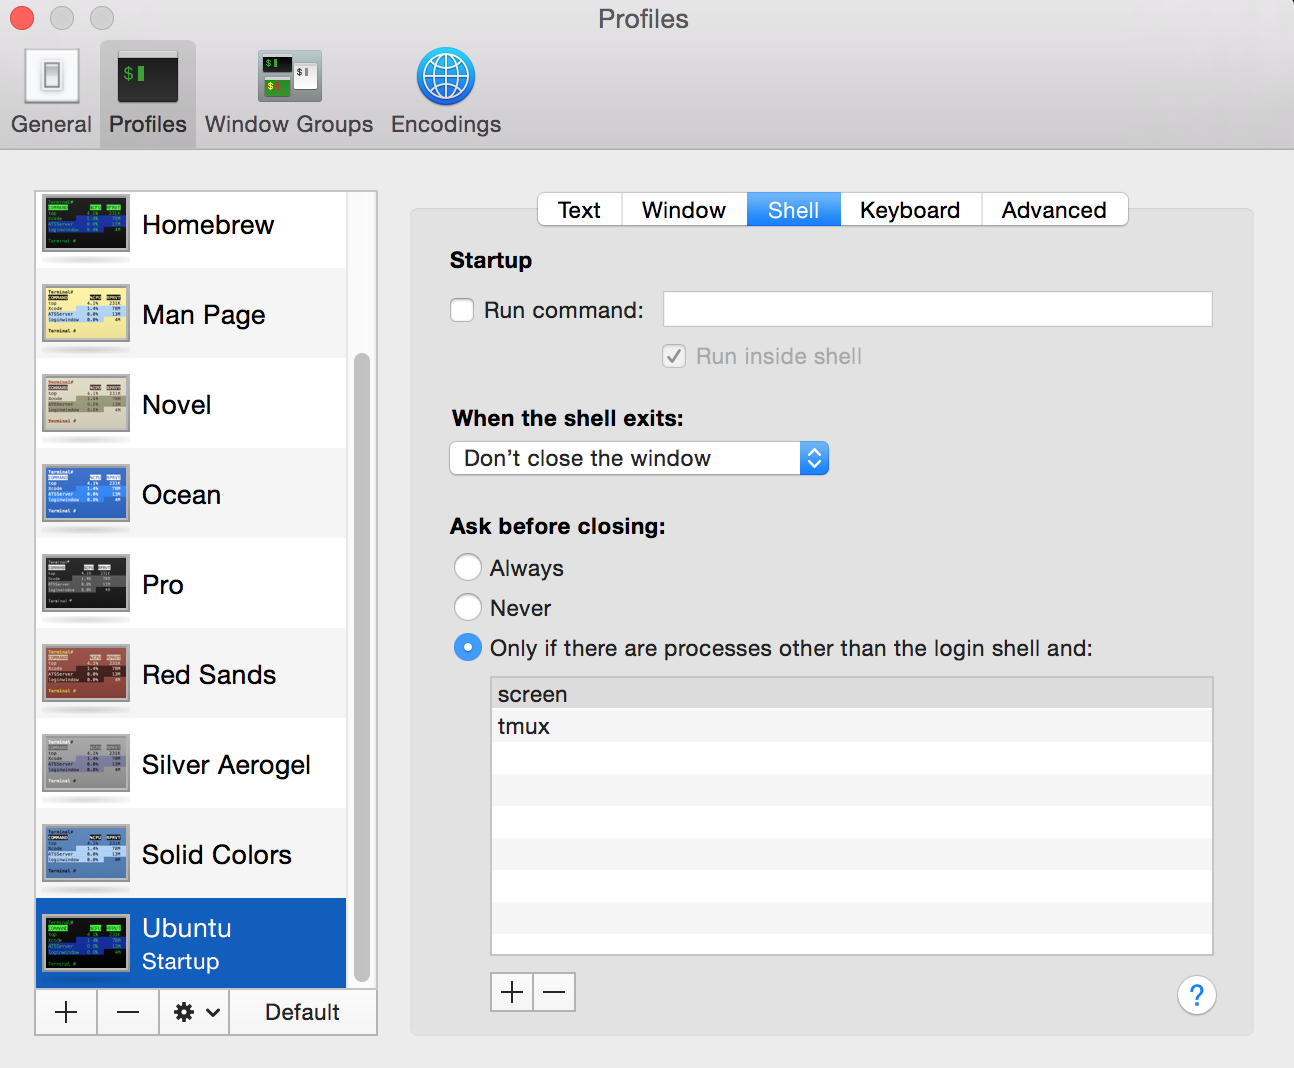 Profiles
General
Profiles
Window Groups
Encodings
Homebrew
Man Page
Novel
Ocean
Pro
Red Sands
Silver Aerogel
Solid Colors
Ubuntu
Startup
Default
Text
Window
Shell
Keyboard
Advanced
Startup
Run command:
Run inside shell
When the shell exits:
Don’t close the window
Ask before closing:
Always
Never
Only if there are processes other than the login shell and:
screen
tmux
?